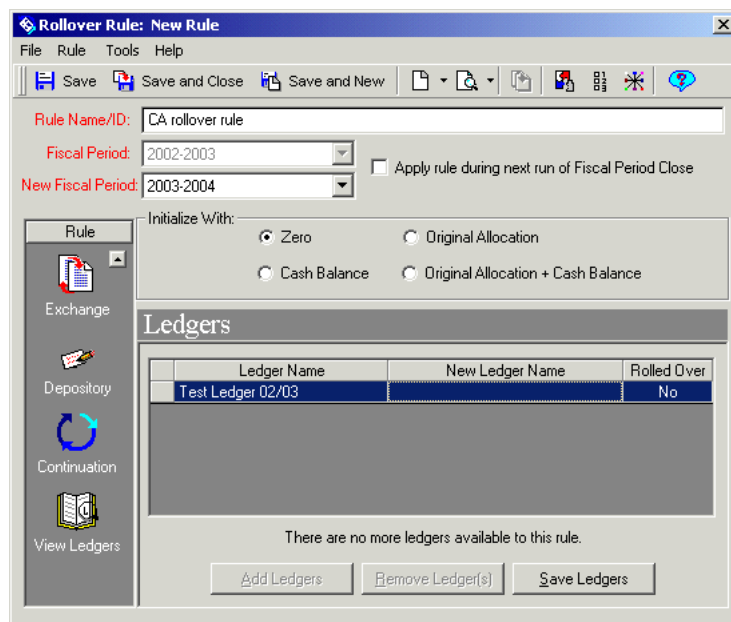 Rollover Rule: New Rule
File Rule Tools Help
Save Save and Close Save and New
Rule Name/ID: CA rollover rule
Fiscal Period: 2002-2003
Apply rule during next run of Fiscal Period Close
New Fiscal Period: 2003-2004
Rule
Initialize With:
Zero Original Allocation
Cash Balance Original Allocation + Cash Balance
Exchange
Depository
Continuation
View Ledgers
Ledgers
Ledger Name New Ledger Name Rolled Over
Test Ledger 02/03 No
There are no more ledgers available to this rule.
Add Ledgers Remove Ledger(s) Save Ledgers